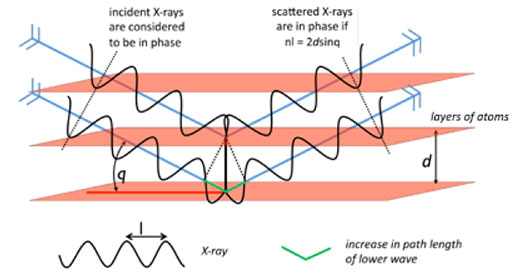 incident X-rays
are considered
to be in phase
scattered X-rays
are in phase if
nl = 2dsinq
layers of atoms
q
d
l
X-ray
increase in path length
of lower wave